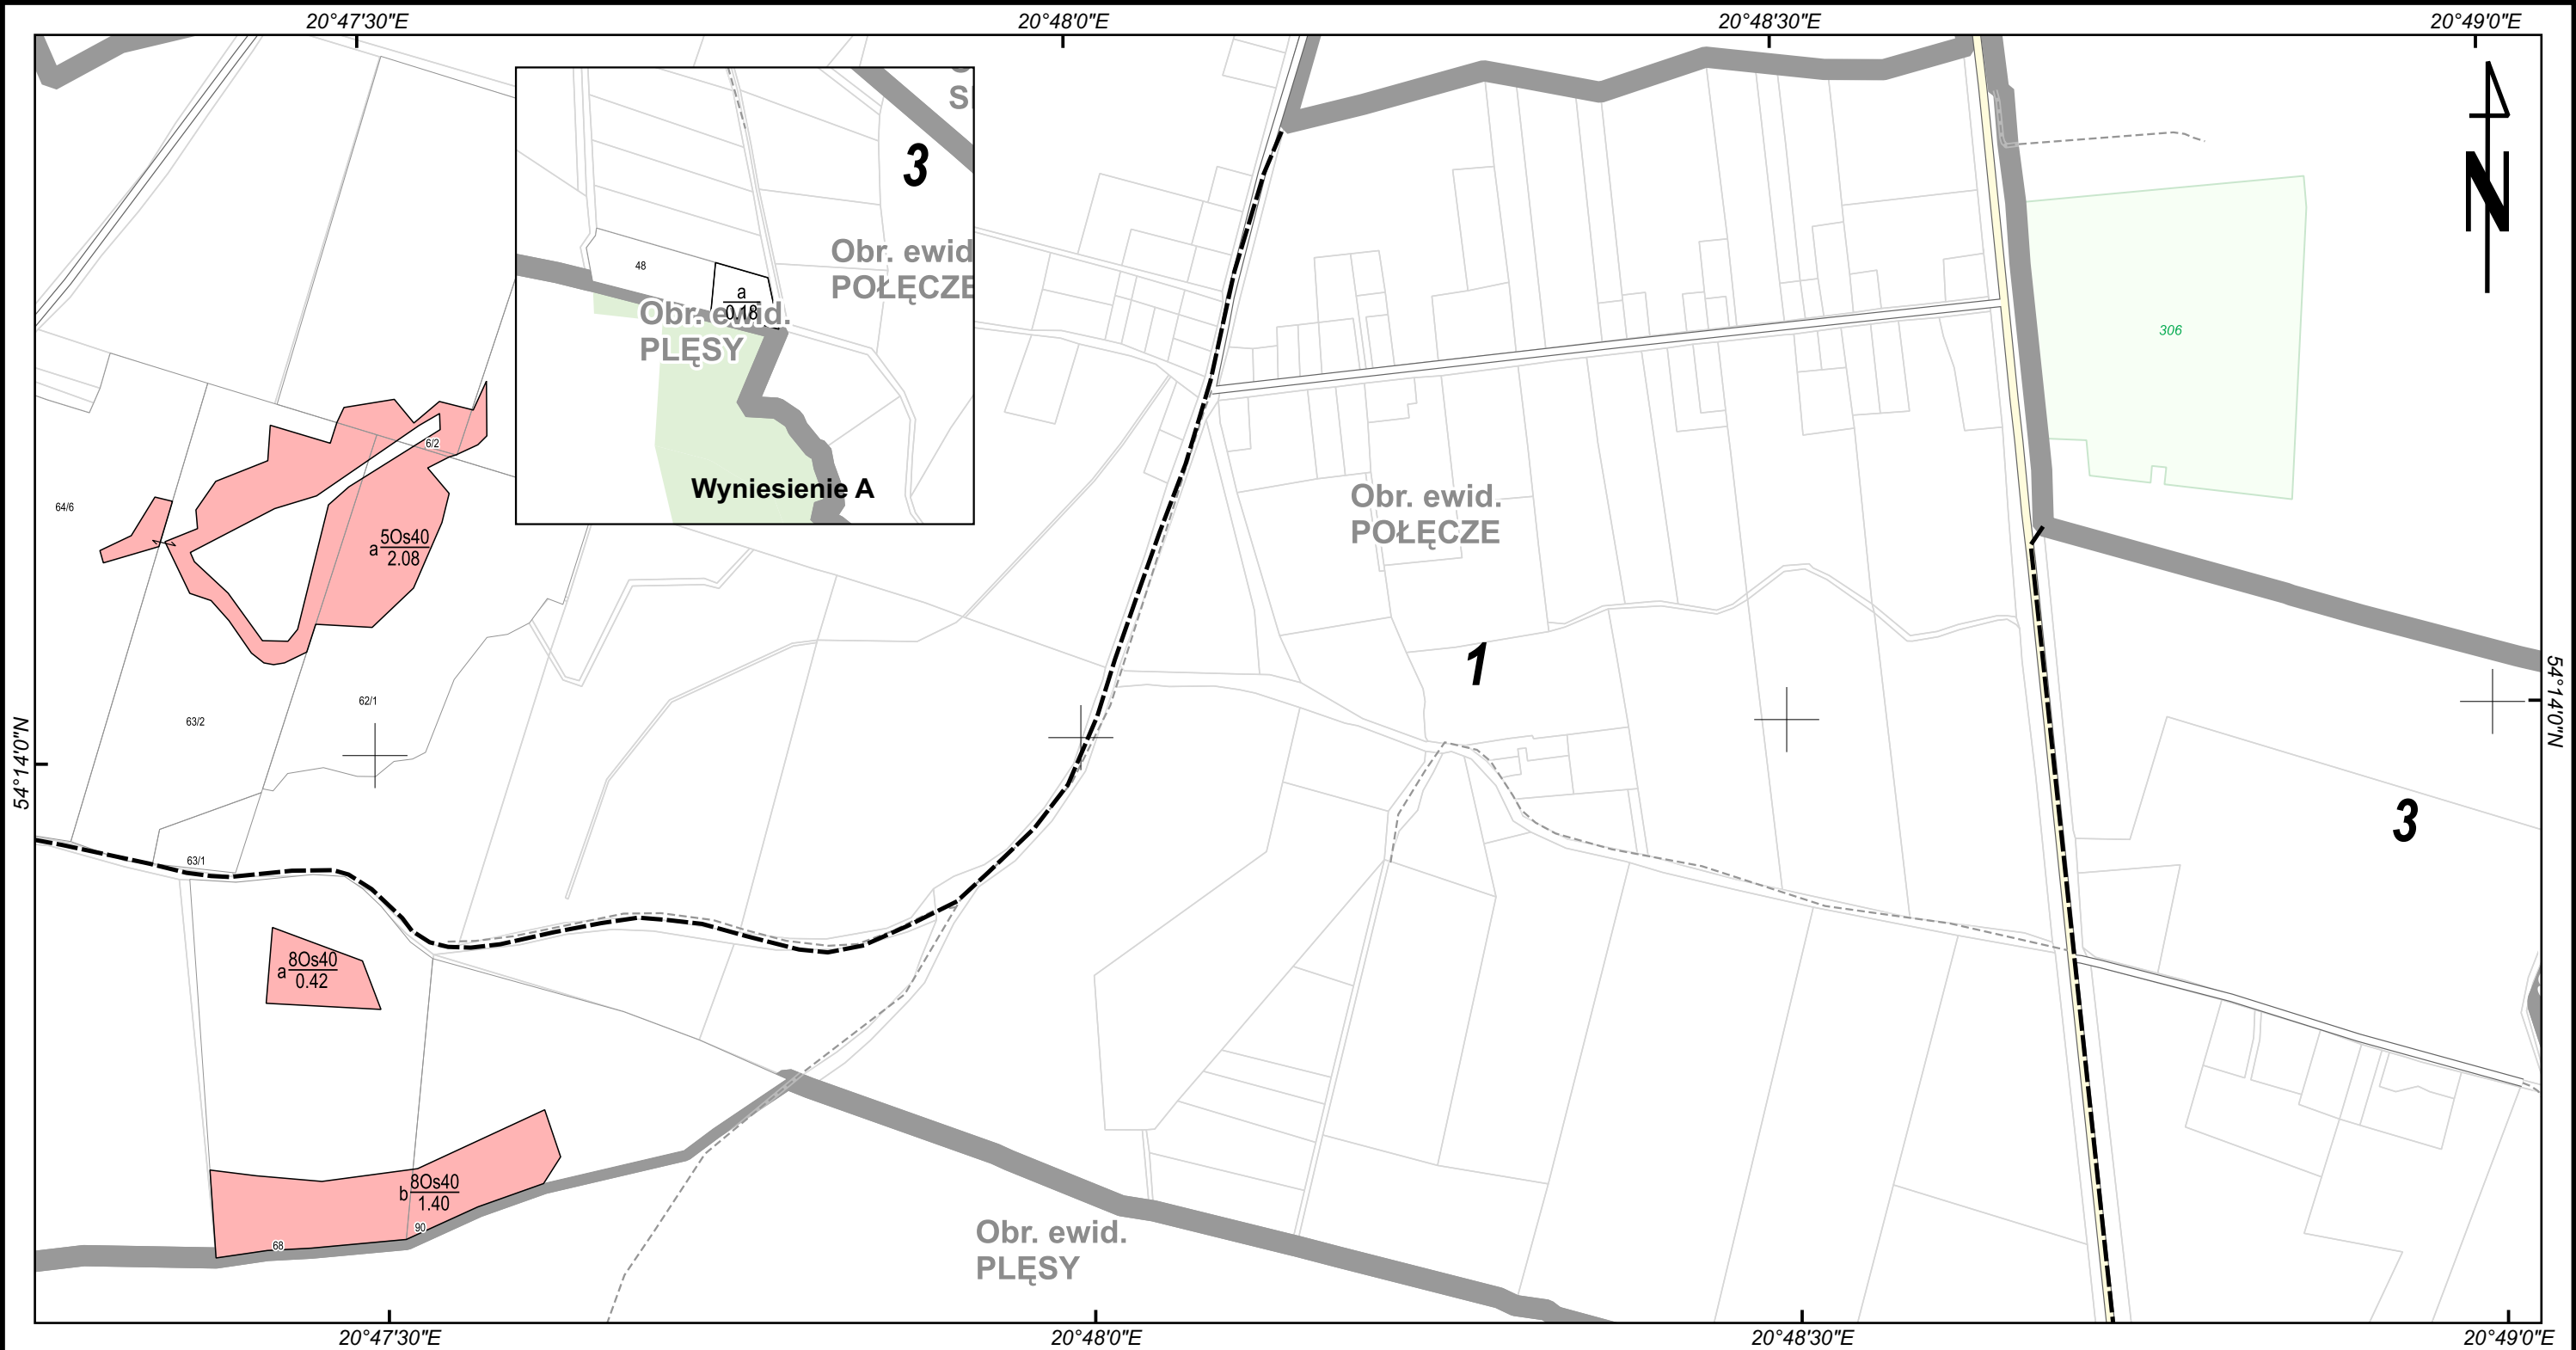 20°47'30"E
20°48'0"E
20°48'30"E
20°49'0"E
N
3
Obr. ewid
POŁĘCZE
48
a
0.18
Obr. ewid.
PLĘSY
Wyniesienie A
306
6/2
64/6
a 5Os40
2.08
Obr. ewid.
POŁĘCZE
1
62/1
63/2
54°14'0"N
54°14'0"N
3
63/1
a 8Os40
0.42
b 8Os40
1.40
90
68
Obr. ewid.
PLĘSY
20°47'30"E
20°48'0"E
20°48'30"E
20°49'0"E